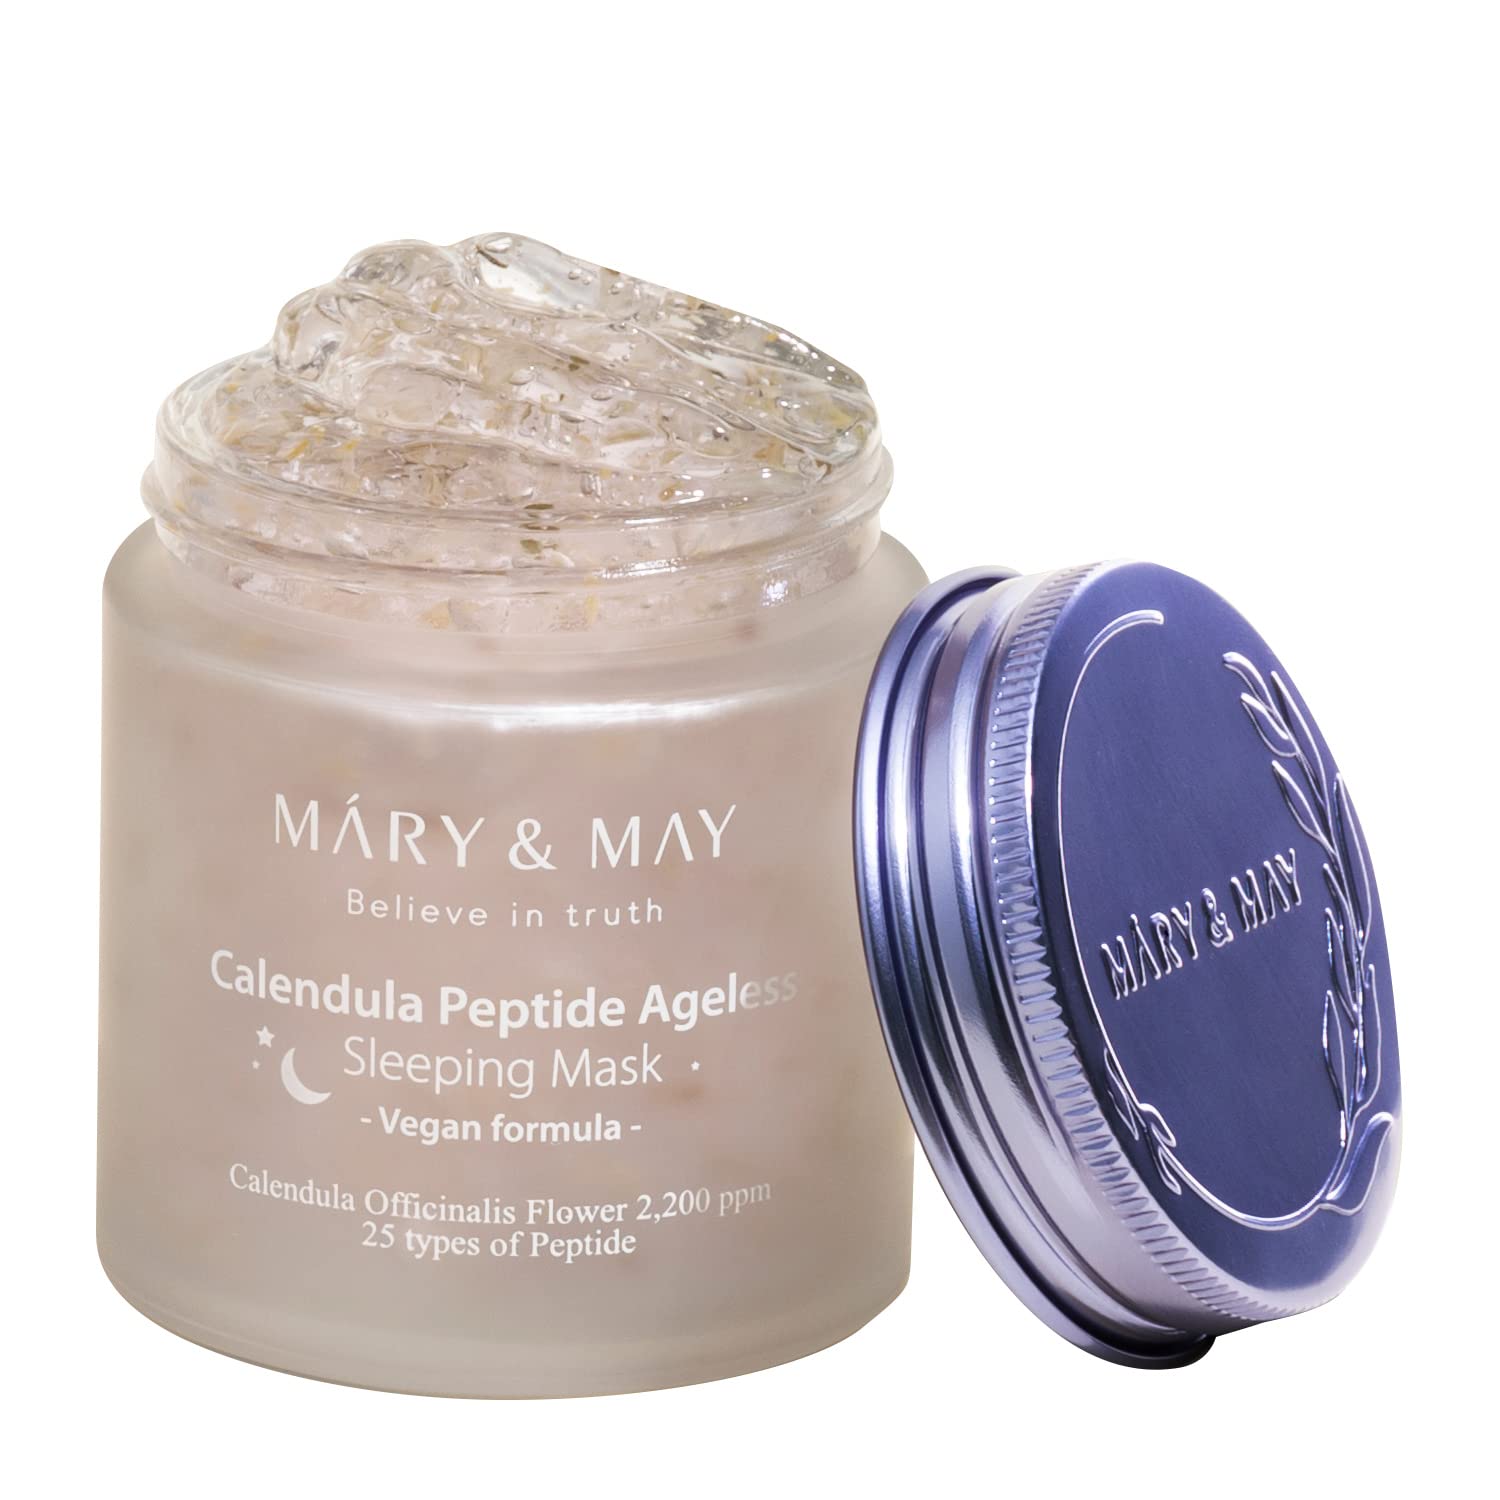 MÁRY & MAY
Believe in truth
Calendula Peptide Ageless
Sleeping Mask
- Vegan formula -
Calendula Officinalis Flower 2,200 ppm
25 types of Peptide
MÁRY & MAY